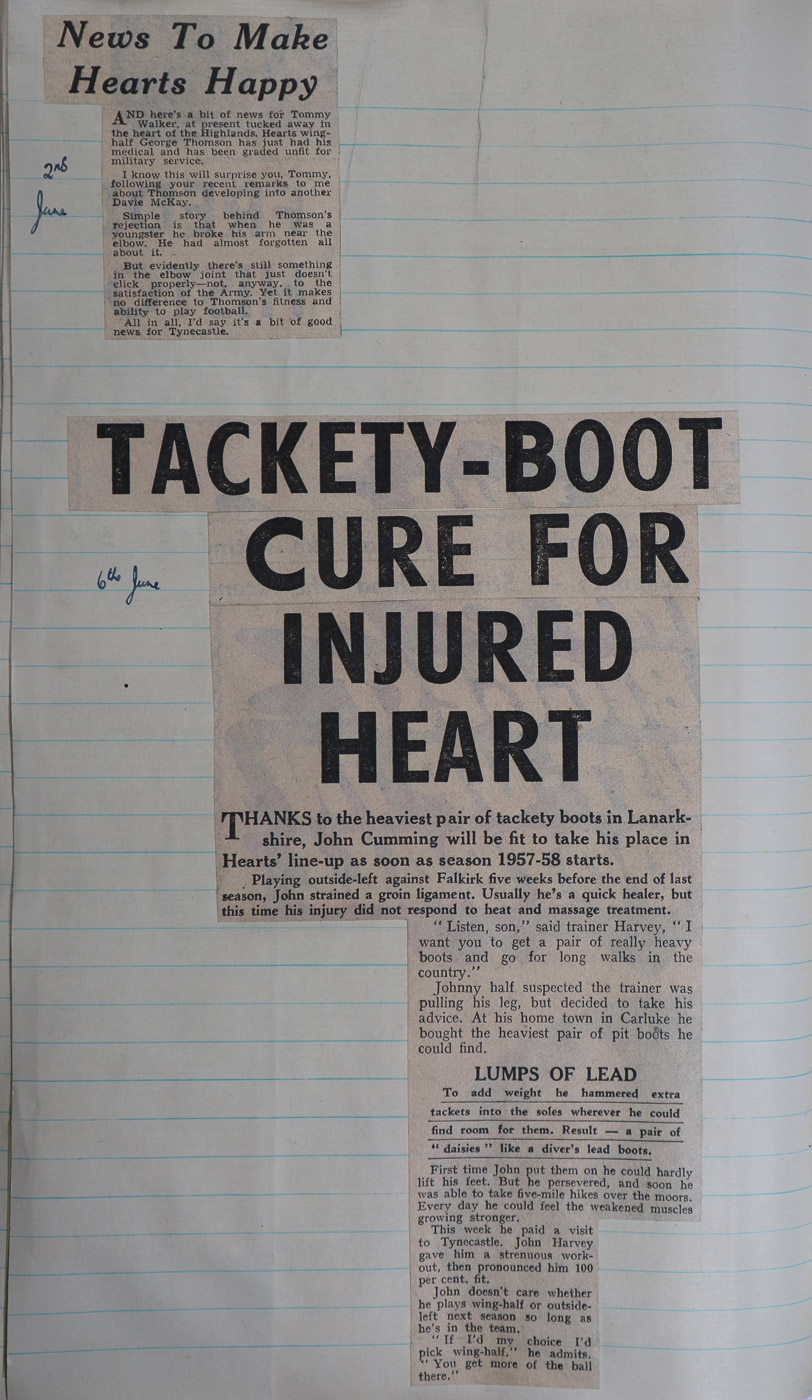 News To Make
Hearts Happy
AND here's a bit of news for Tommy
Walker, at present tucked away in
the heart of the Highlands. Hearts wing-
half George Thomson has just had his
medical and has been graded unfit for
military service.
I know this will surprise you, Tommy,
following your recent remarks to me
about Thomson developing into another
Davie McKay.
Simple story behind Thomson's
rejection is that when he was a
youngster he broke his arm near the
elbow. He had almost forgotten all
about it.
But evidently there's still something
in the elbow joint that just doesn't
click properly—not, anyway, to the
satisfaction of the Army. Yet it makes
no difference to Thomson's fitness and
ability to play football.
All in all, I'd say it's a bit of good
news for Tynecastle.
2nd
June
TACKETY-BOOT
CURE FOR
INJURED
HEART
6th June
THANKS to the heaviest pair of tackety boots in Lanark-
shire, John Cumming will be fit to take his place in
Hearts' line-up as soon as season 1957-58 starts.
Playing outside-left against Falkirk five weeks before the end of last
season, John strained a groin ligament. Usually he's a quick healer, but
this time his injury did not respond to heat and massage treatment.
"Listen, son," said trainer Harvey, "I
want you to get a pair of really heavy
boots and go for long walks in the
country."
Johnny half suspected the trainer was
pulling his leg, but decided to take his
advice. At his home town in Carluke he
bought the heaviest pair of pit boots he
could find.
LUMPS OF LEAD
To add weight he hammered extra
tackets into the soles wherever he could
find room for them. Result — a pair of
"daisies" like a diver's lead boots.
First time John put them on he could hardly
lift his feet. But he persevered, and soon he
was able to take five-mile hikes over the moors.
Every day he could feel the weakened muscles
growing stronger.
This week he paid a visit
to Tynecastle. John Harvey
gave him a strenuous work-
out, then pronounced him 100
per cent. fit.
John doesn't care whether
he plays wing-half or outside-
left next season so long as
he's in the team.
"If I'd my choice I'd
pick wing-half," he admits.
"You get more of the ball
there."